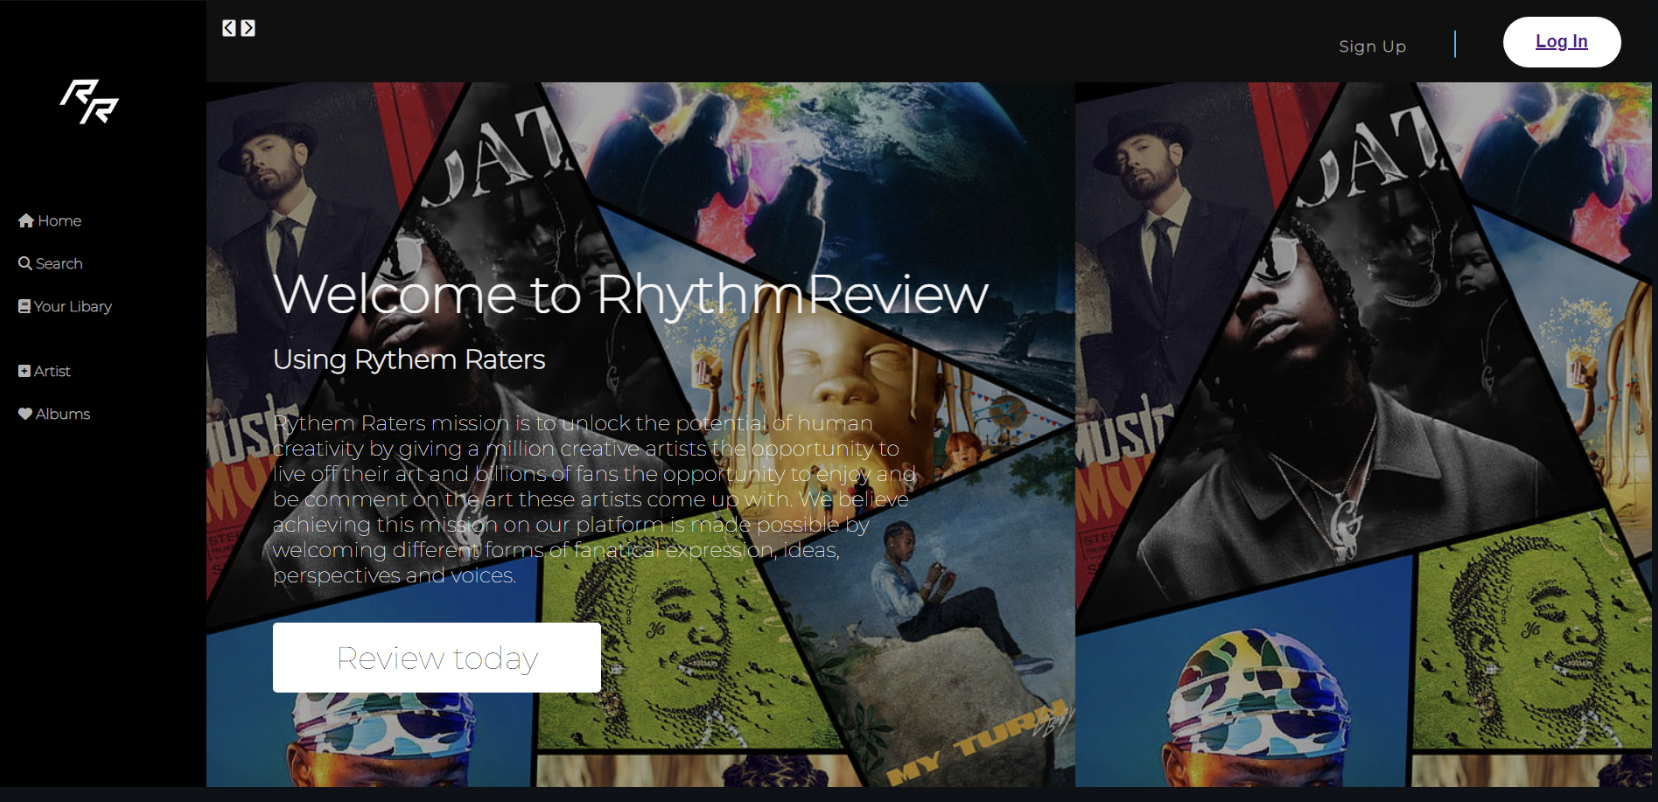 RR
Sign Up
Log In
Home
Search
Your Libary
Artist
Albums
Welcome to RhythmReview
Using Rythem Raters
Rythem Raters mission is to unlock the potential of human
creativity by giving a million creative artists the opportunity to
live off their art and billions of fans the opportunity to enjoy and
be comment on the art these artists come up with. We believe
achieving this mission on our platform is made possible by
welcoming different forms of fanatical expression, ideas,
perspectives and voices.
Review today
MY TURN